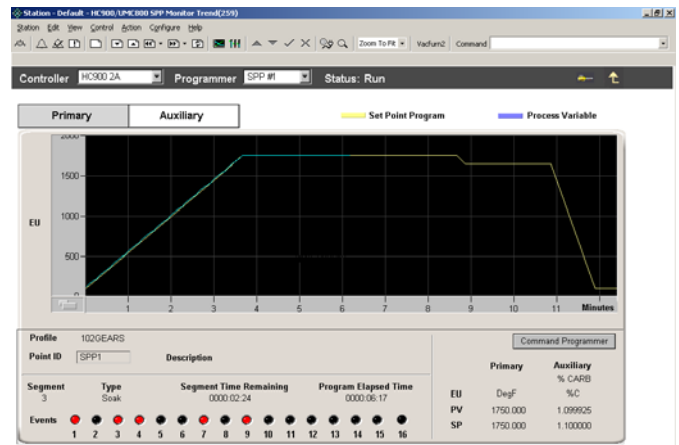 Station - Default - HC900/UMC800 SPP Monitor Trend(259)
Station Edit View Control Action Configure Help
Zoom To Fit Vacfurn2 Command
Controller HC900 2A Programmer SPP #1 Status: Run
Primary Auxiliary Set Point Program Process Variable
2000
1500
EU 1000
500
0
1 2 3 4 5 6 7 8 9 10 11 Minutes
Profile 102GEARS Command Programmer
Point ID SPP1 Description
Primary Auxiliary
% CARB
Segment Type Segment Time Remaining Program Elapsed Time
3 Soak 0000:02:24 0000:06:17
EU DegF %C
PV 1750.000 1.099925
SP 1750.000 1.100000
Events
1 2 3 4 5 6 7 8 9 10 11 12 13 14 15 16